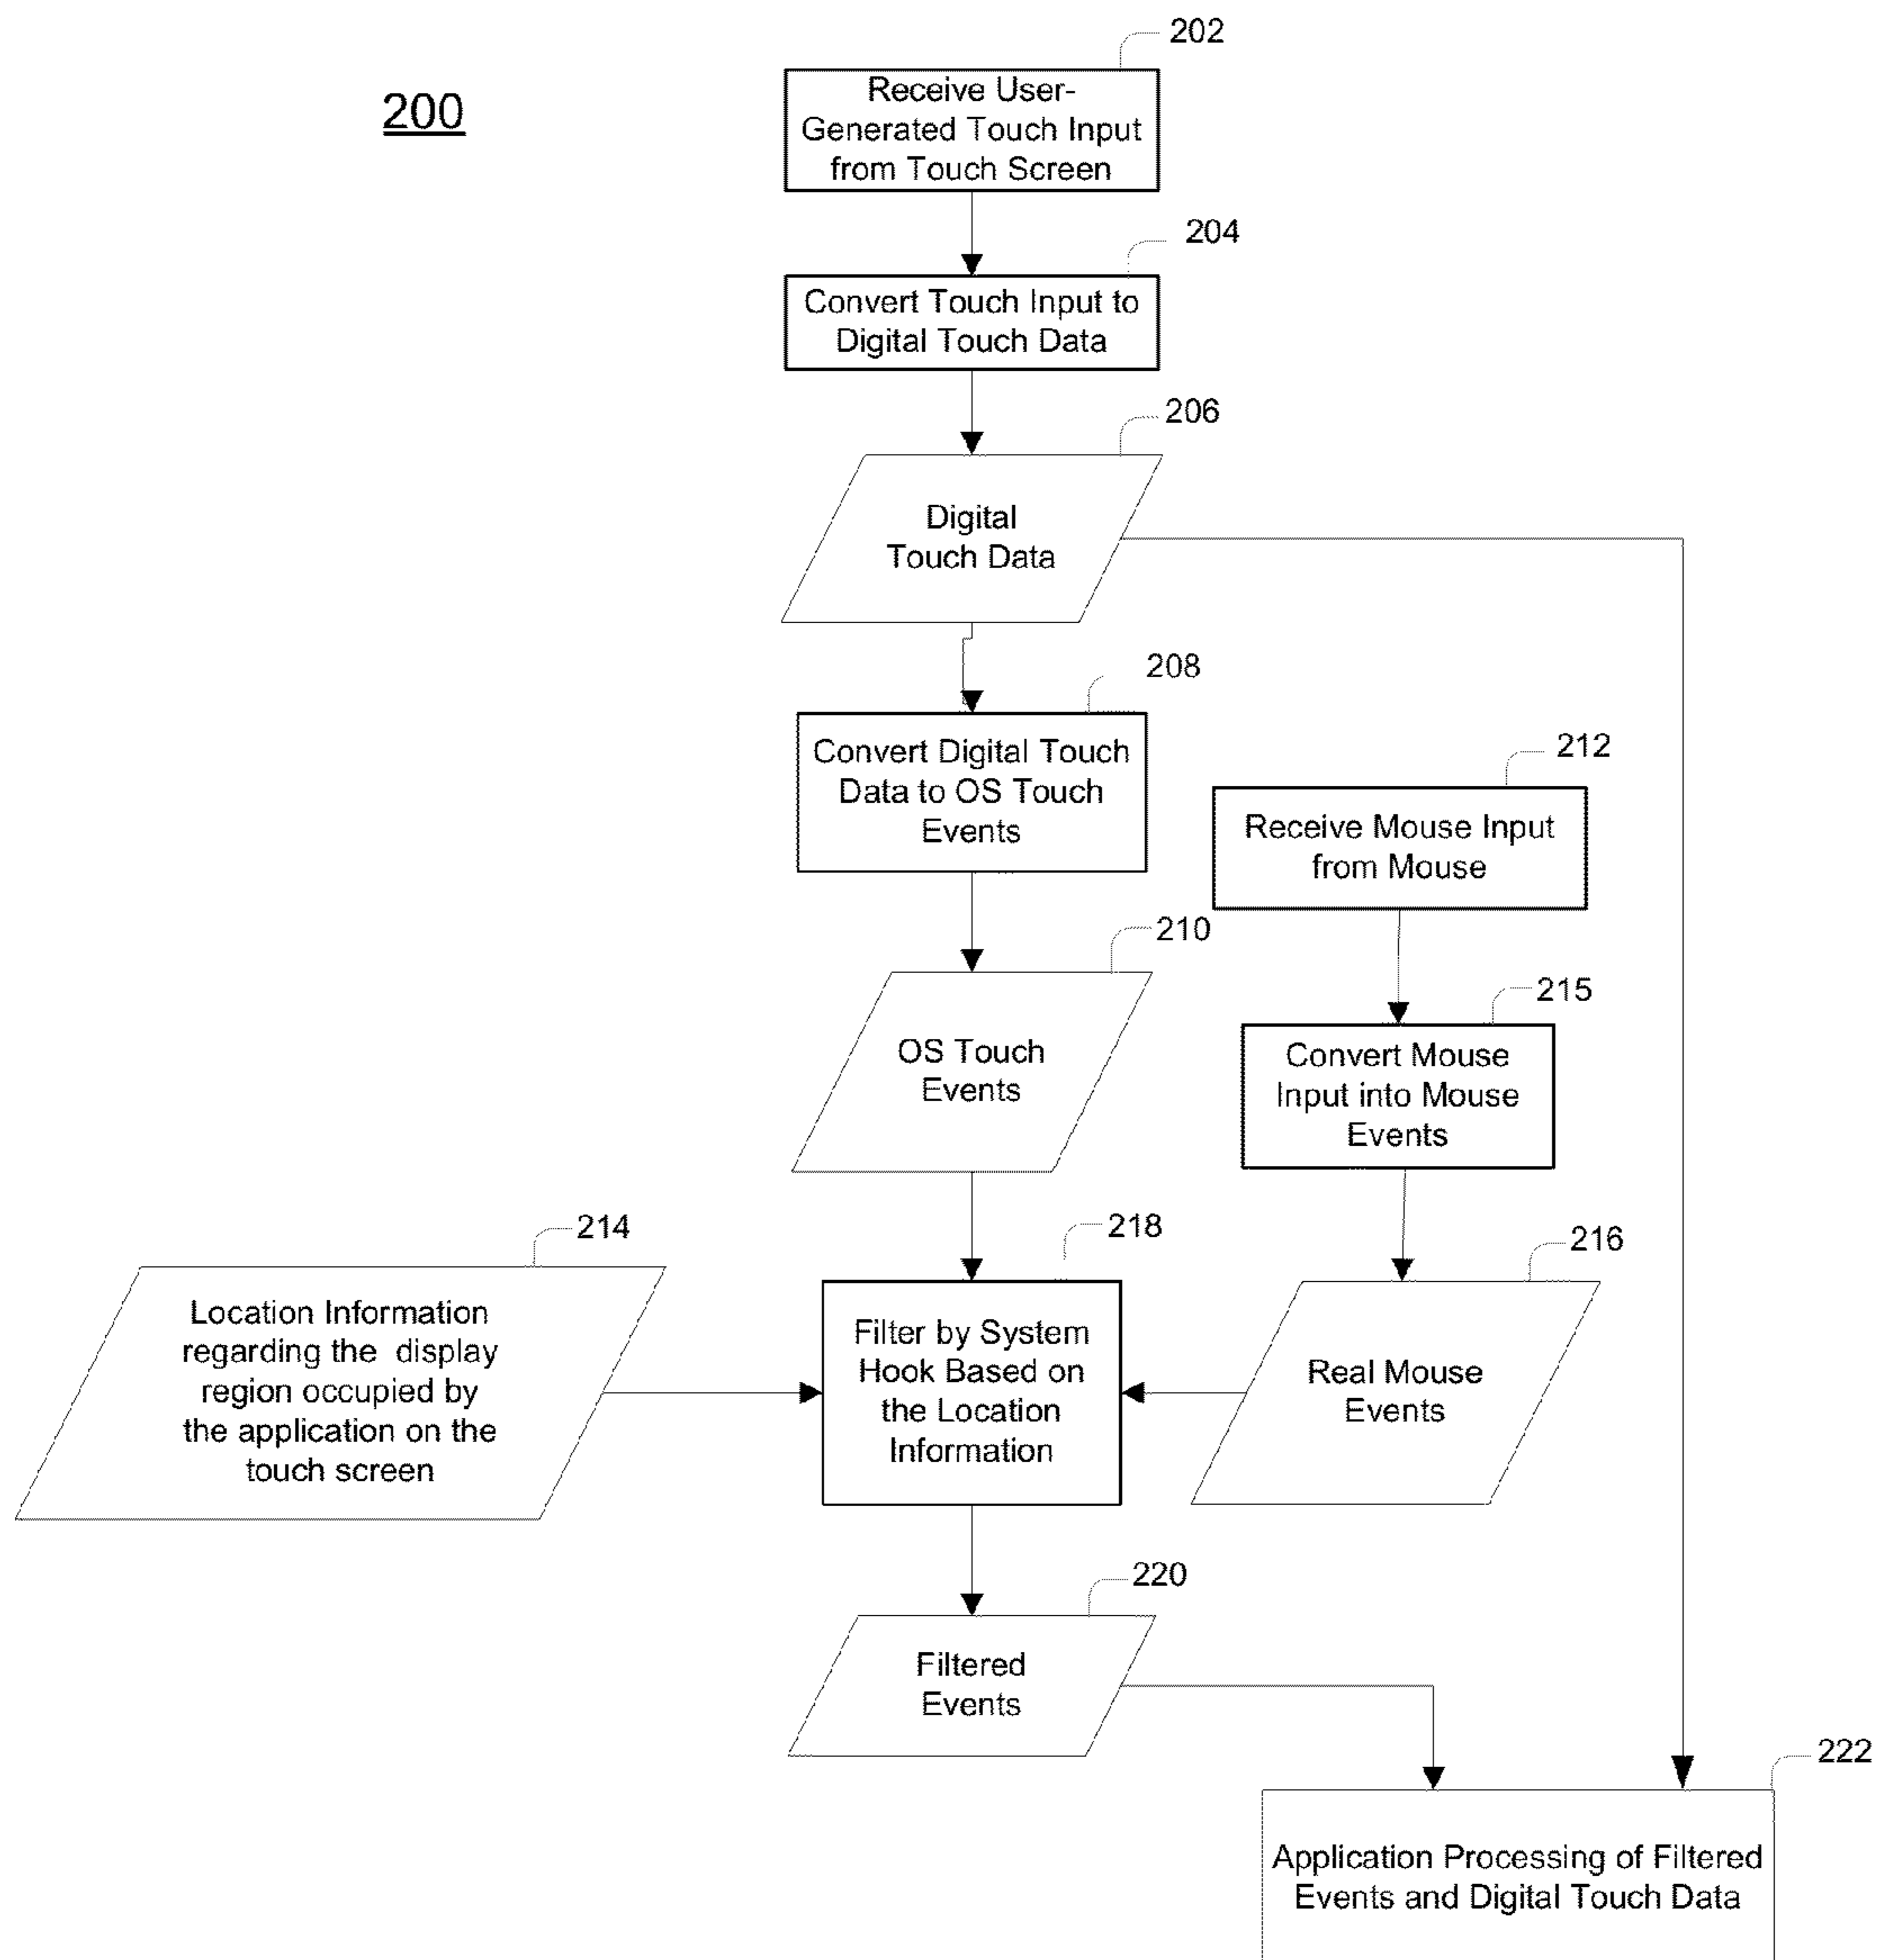 202
200
Receive User-
Generated Touch Input
from Touch Screen
204
Convert Touch Input to
Digital Touch Data
206
Digital
Touch Data
208
Convert Digital Touch
Data to OS Touch
Events
212
Receive Mouse Input
from Mouse
210
OS Touch
Events
215
Convert Mouse
Input into Mouse
Events
214
Location Information
regarding the display
region occupied by
the application on the
touch screen
218
Filter by System
Hook Based on
the Location
Information
216
Real Mouse
Events
220
Filtered
Events
222
Application Processing of Filtered
Events and Digital Touch Data